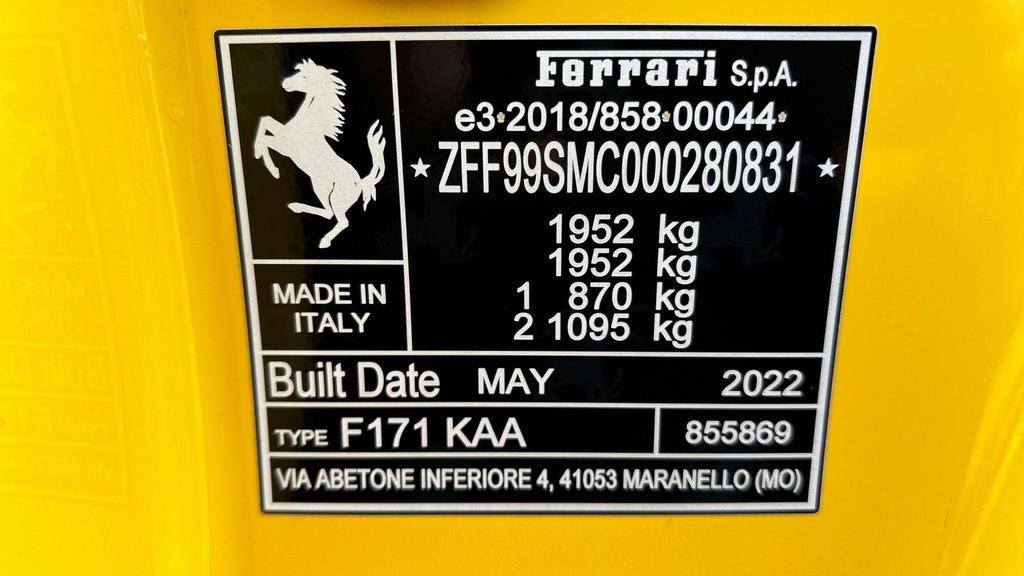 Ferrari S.p.A.
e3*2018/858*00044*
★ ZFF99SMC000280831 ★
1952 kg
1952 kg
1 870 kg
2 1095 kg
MADE IN
ITALY
Built Date MAY 2022
TYPE F171 KAA 855869
VIA ABETONE INFERIORE 4, 41053 MARANELLO (MO)